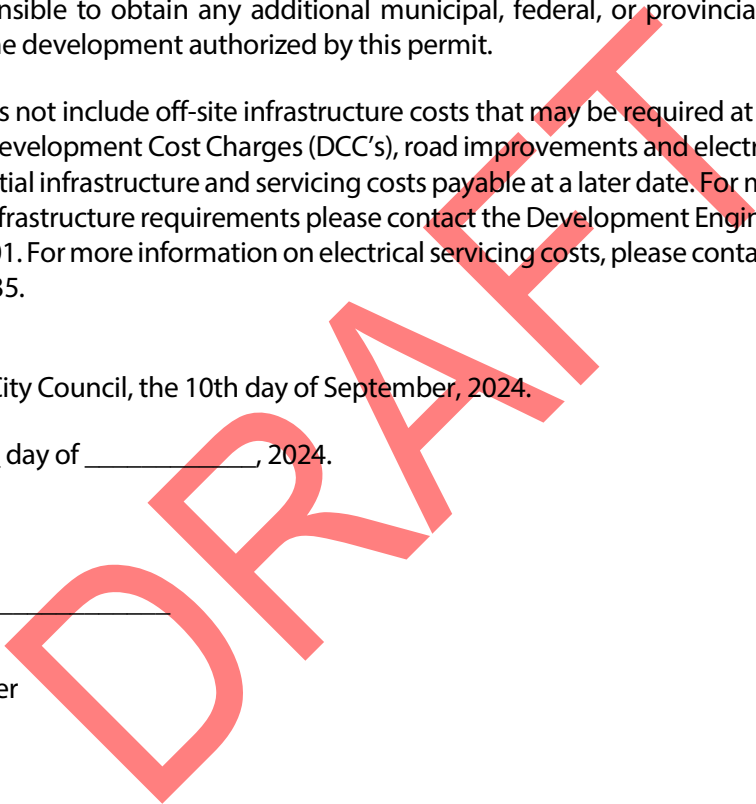 nsible to obtain any additional municipal, federal, or provincia
ne development authorized by this permit.
s not include off-site infrastructure costs that may be required at
evelopment Cost Charges (DCC's), road improvements and electr
tial infrastructure and servicing costs payable at a later date. For m
frastructure requirements please contact the Development Engin
01. For more information on electrical servicing costs, please conta
35.
City Council, the 10th day of September, 2024.
day of ____________, 2024.
er
DRAFT